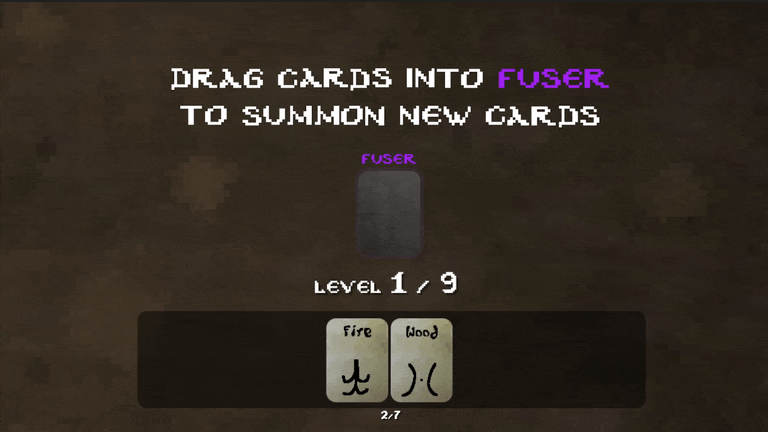 DRAG CARDS INTO FUSER
TO SUMMON NEW CARDS
FUSER
LEVEL 1 / 9
Fire Wood
2/7